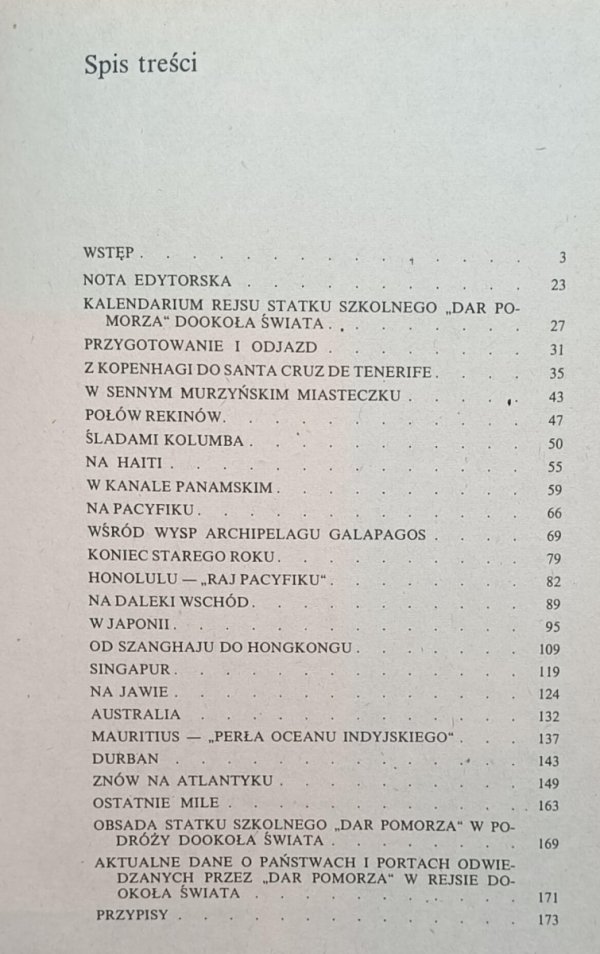 Spis treści
WSTĘP . . . . . . . . . . . . . . . . 3
NOTA EDYTORSKA . . . . . . . . . . . 23
KALENDARIUM REJSU STATKU SZKOLNEGO „DAR PO-
MORZA“ DOOKOŁA ŚWIATA . . . . . . . . 27
PRZYGOTOWANIE I ODJAZD . . . . . . . . 31
Z KOPENHAGI DO SANTA CRUZ DE TENERIFE . . . . 35
W SENNYM MURZYŃSKIM MIASTECZKU . . . . . 43
POŁÓW REKINÓW . . . . . . . . . . . . 47
ŚLADAMI KOLUMBA . . . . . . . . . . . 50
NA HAITI . . . . . . . . . . . . . . 55
W KANALE PANAMSKIM . . . . . . . . . . 59
NA PACYFIKU . . . . . . . . . . . . . 66
WŚRÓD WYSP ARCHIPELAGU GALAPAGOS . . . . 69
KONIEC STAREGO ROKU . . . . . . . . . . 79
HONOLULU — „RAJ PACYFIKU“ . . . . . . . . 82
NA DALEKI WSCHÓD . . . . . . . . . . . 89
W JAPONII . . . . . . . . . . . . . . 95
OD SZANGHAJU DO HONGKONGU . . . . . . . 109
SINGAPUR . . . . . . . . . . . . . . 119
NA JAWIE . . . . . . . . . . . . . . 124
AUSTRALIA . . . . . . . . . . . . . 132
MAURITIUS — „PERŁA OCEANU INDYJSKIEGO“ . . . 137
DURBAN . . . . . . . . . . . . . . 143
ZNÓW NA ATLANTYKU . . . . . . . . . . 149
OSTATNIE MILE . . . . . . . . . . . . 163
OBSADA STATKU SZKOLNEGO „DAR POMORZA“ W PO-
DRÓŻY DOOKOŁA ŚWIATA . . . . . . . . 169
AKTUALNE DANE O PAŃSTWACH I PORTACH ODWIE-
DZANYCH PRZEZ „DAR POMORZA“ W REJSIE DO-
OKOŁA ŚWIATA . . . . . . . . . . . 171
PRZYPISY . . . . . . . . . . . . . . 173